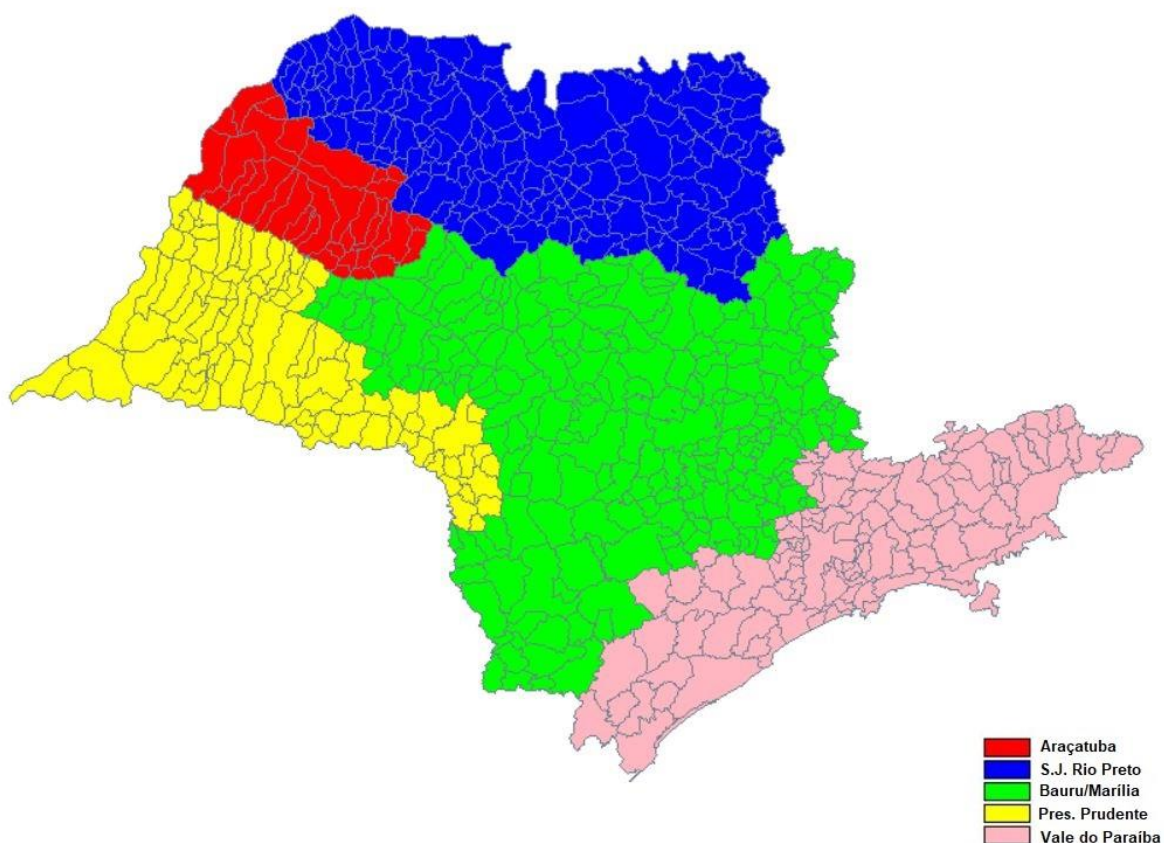 Araçatuba
S.J. Rio Preto
Bauru/Marília
Pres. Prudente
Vale do Paraíba